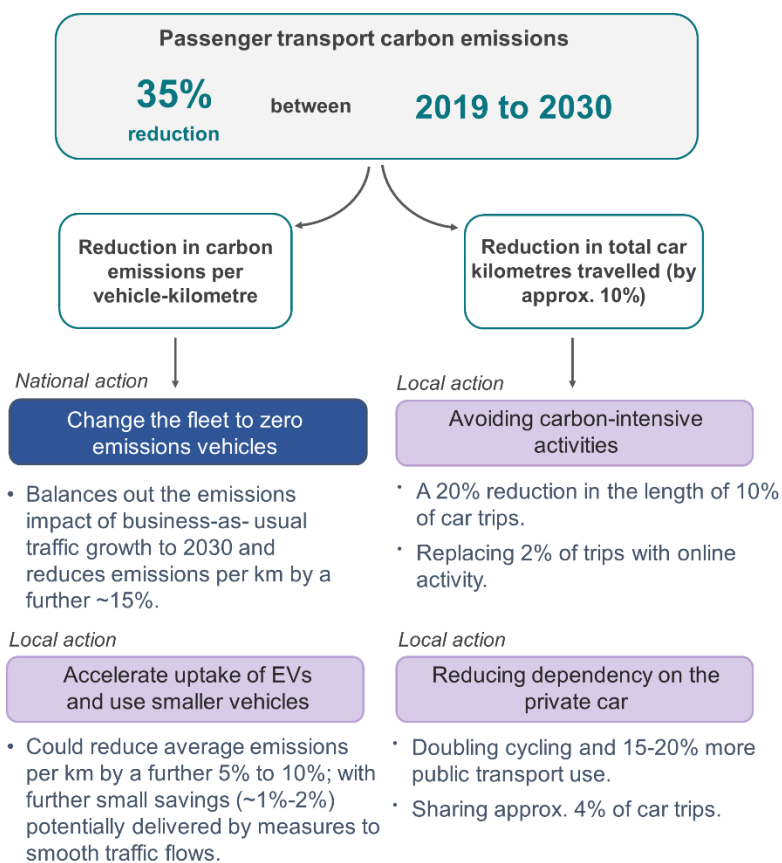 Passenger transport carbon emissions
35%
reduction
between
2019 to 2030
Reduction in carbon
emissions per
vehicle-kilometre
Reduction in total car
kilometres travelled (by
approx. 10%)
National action
Change the fleet to zero
emissions vehicles
• Balances out the emissions
impact of business-as- usual
traffic growth to 2030 and
reduces emissions per km by a
further ~15%.
Local action
Accelerate uptake of EVs
and use smaller vehicles
• Could reduce average emissions
per km by a further 5% to 10%; with
further small savings (~1%-2%)
potentially delivered by measures to
smooth traffic flows.
Local action
Avoiding carbon-intensive
activities
• A 20% reduction in the length of 10%
of car trips.
• Replacing 2% of trips with online
activity.
Local action
Reducing dependency on the
private car
• Doubling cycling and 15-20% more
public transport use.
• Sharing approx. 4% of car trips.